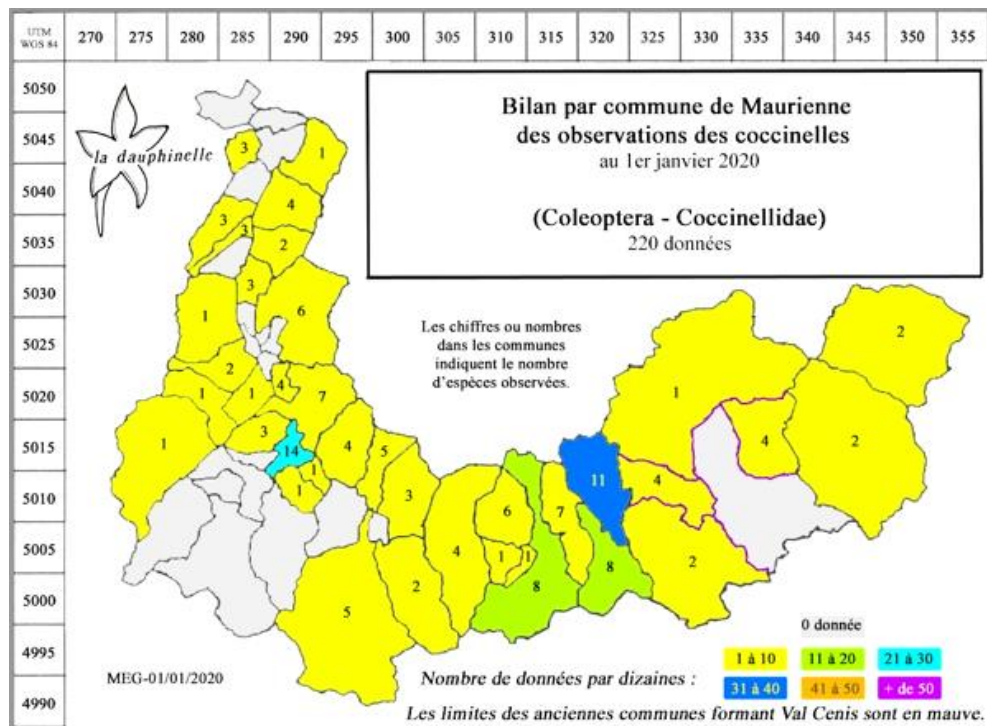 UTM
WGS 84
270 275 280 285 290 295 300 305 310 315 320 325 330 335 340 345 350 355
5050
5045
5040
5035
5030
5025
5020
5015
5010
5005
5000
4995
4990
la dauphinelle
Bilan par commune de Maurienne
des observations des coccinelles
au 1er janvier 2020
(Coleoptera - Coccinellidae)
220 données
Les chiffres ou nombres
dans les communes
indiquent le nombre
d'espèces observées.
3 1
4
3
3
2
3
1 6
2
2
1 1 4 7
1
1 3 4
5
14
4 2
1
1
3
11
4
6 7
4
1 1
2
2
8 8
5
0 donnée
1 à 10 11 à 20 21 à 30
MEG-01/01/2020
Nombre de données par dizaines :
31 à 40 41 à 50 + de 50
Les limites des anciennes communes formant Val Cenis sont en mauve.